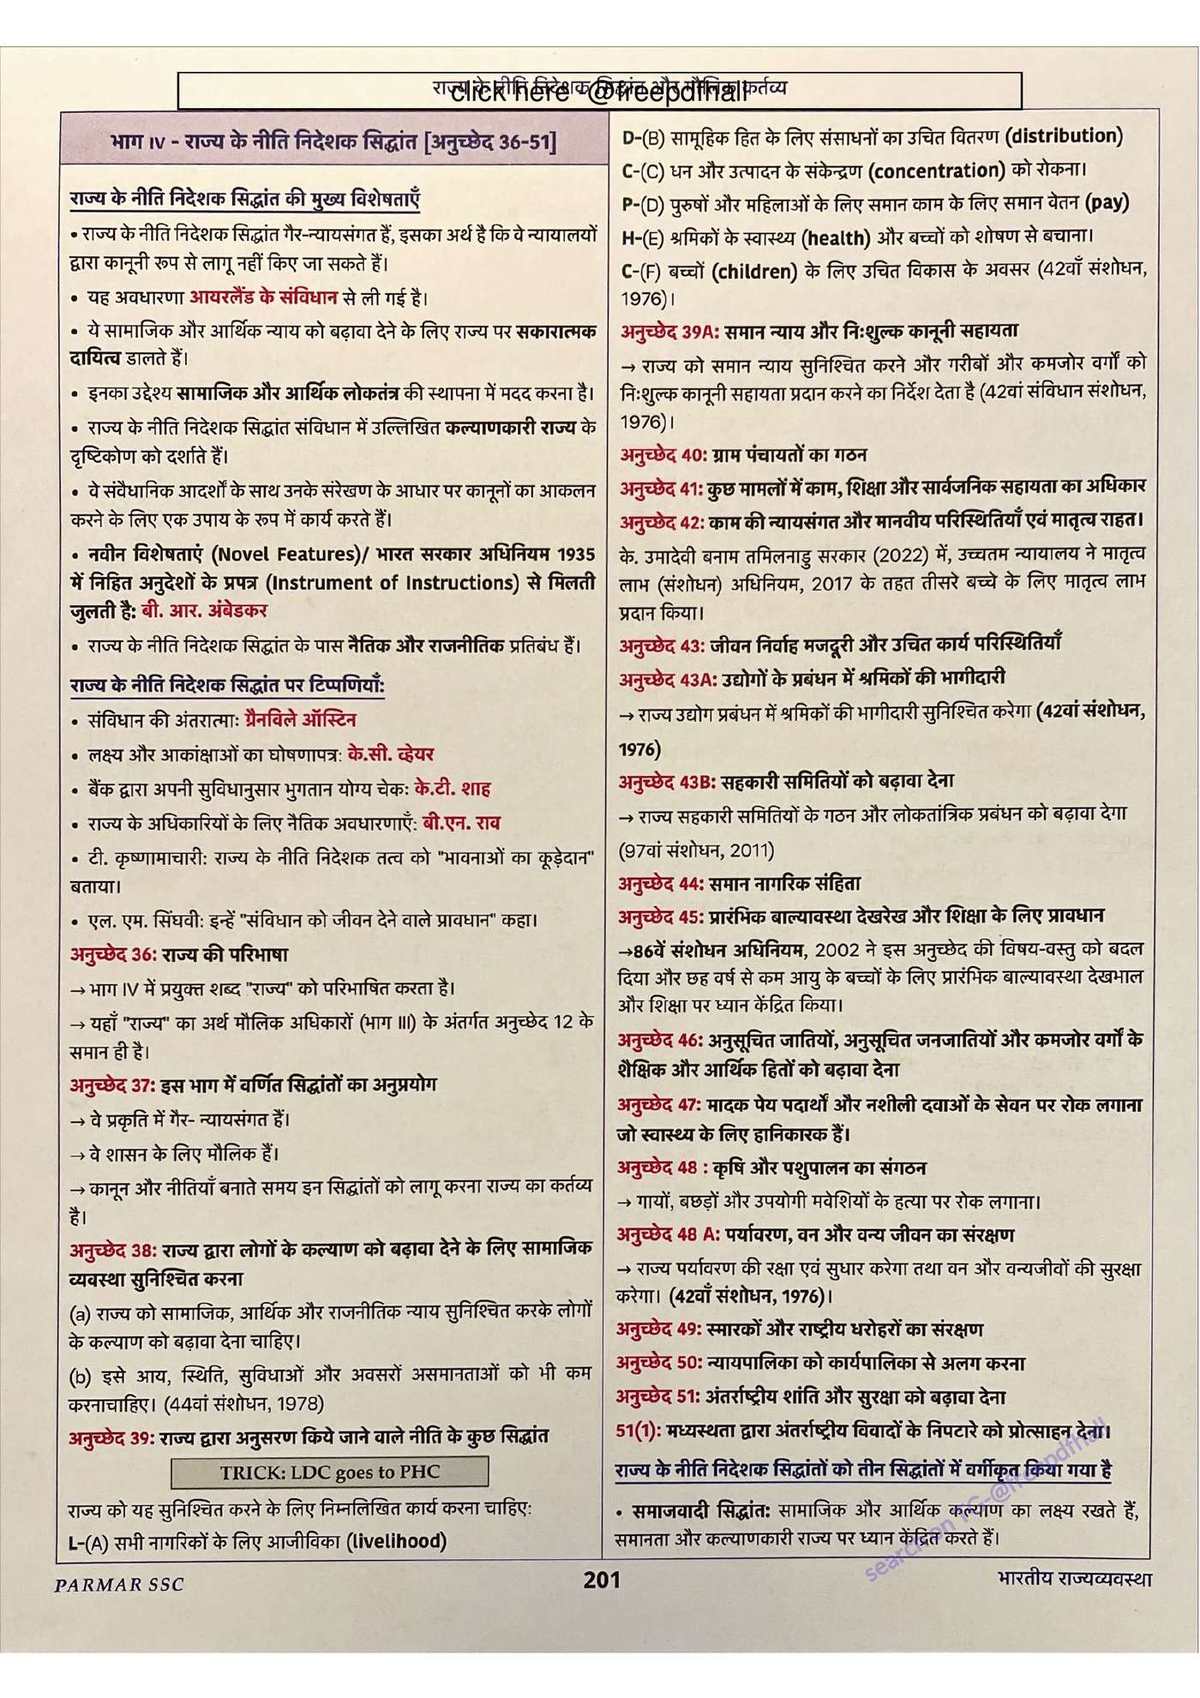 राज्य के नीति निदेशक सिद्धांत और मौलिक कर्तव्य
click here -@freepdfhall
भाग IV - राज्य के नीति निदेशक सिद्धांत [अनुच्छेद 36-51]
राज्य के नीति निदेशक सिद्धांत की मुख्य विशेषताएँ
• राज्य के नीति निदेशक सिद्धांत गैर-न्यायसंगत हैं, इसका अर्थ है कि वे न्यायालयों
द्वारा कानूनी रूप से लागू नहीं किए जा सकते हैं।
• यह अवधारणा आयरलैंड के संविधान से ली गई है।
• ये सामाजिक और आर्थिक न्याय को बढ़ावा देने के लिए राज्य पर सकारात्मक
दायित्व डालते हैं।
• इनका उद्देश्य सामाजिक और आर्थिक लोकतंत्र की स्थापना में मदद करना है।
• राज्य के नीति निदेशक सिद्धांत संविधान में उल्लिखित कल्याणकारी राज्य के
दृष्टिकोण को दर्शाते हैं।
• वे संवैधानिक आदर्शों के साथ उनके संरेखण के आधार पर कानूनों का आकलन
करने के लिए एक उपाय के रूप में कार्य करते हैं।
• नवीन विशेषताएं (Novel Features)/ भारत सरकार अधिनियम 1935
में निहित अनुदेशों के प्रपत्र (Instrument of Instructions) से मिलती
जुलती है: बी. आर. अंबेडकर
• राज्य के नीति निदेशक सिद्धांत के पास नैतिक और राजनीतिक प्रतिबंध हैं।
राज्य के नीति निदेशक सिद्धांत पर टिप्पणियाँ:
• संविधान की अंतरात्मा: ग्रैनविले ऑस्टिन
• लक्ष्य और आकांक्षाओं का घोषणापत्र: के.सी. व्हेयर
• बैंक द्वारा अपनी सुविधानुसार भुगतान योग्य चेक: के.टी. शाह
• राज्य के अधिकारियों के लिए नैतिक अवधारणाएँ: बी.एन. राव
• टी. कृष्णामाचारी: राज्य के नीति निदेशक तत्व को "भावनाओं का कूड़ेदान"
बताया।
• एल. एम. सिंघवी: इन्हें "संविधान को जीवन देने वाले प्रावधान" कहा।
अनुच्छेद 36: राज्य की परिभाषा
→ भाग IV में प्रयुक्त शब्द "राज्य" को परिभाषित करता है।
→ यहाँ "राज्य" का अर्थ मौलिक अधिकारों (भाग III) के अंतर्गत अनुच्छेद 12 के
समान ही है।
अनुच्छेद 37: इस भाग में वर्णित सिद्धांतों का अनुप्रयोग
→ वे प्रकृति में गैर- न्यायसंगत हैं।
→ वे शासन के लिए मौलिक हैं।
→ कानून और नीतियाँ बनाते समय इन सिद्धांतों को लागू करना राज्य का कर्तव्य
है।
अनुच्छेद 38: राज्य द्वारा लोगों के कल्याण को बढ़ावा देने के लिए सामाजिक
व्यवस्था सुनिश्चित करना
(a) राज्य को सामाजिक, आर्थिक और राजनीतिक न्याय सुनिश्चित करके लोगों
के कल्याण को बढ़ावा देना चाहिए।
(b) इसे आय, स्थिति, सुविधाओं और अवसरों असमानताओं को भी कम
करनाचाहिए। (44वां संशोधन, 1978)
अनुच्छेद 39: राज्य द्वारा अनुसरण किये जाने वाले नीति के कुछ सिद्धांत
TRICK: LDC goes to PHC
राज्य को यह सुनिश्चित करने के लिए निम्नलिखित कार्य करना चाहिए:
L-(A) सभी नागरिकों के लिए आजीविका (livelihood)
D-(B) सामूहिक हित के लिए संसाधनों का उचित वितरण (distribution)
C-(C) धन और उत्पादन के संकेन्द्रण (concentration) को रोकना।
P-(D) पुरुषों और महिलाओं के लिए समान काम के लिए समान वेतन (pay)
H-(E) श्रमिकों के स्वास्थ्य (health) और बच्चों को शोषण से बचाना।
C-(F) बच्चों (children) के लिए उचित विकास के अवसर (42वाँ संशोधन,
1976)।
अनुच्छेद 39A: समान न्याय और नि:शुल्क कानूनी सहायता
→ राज्य को समान न्याय सुनिश्चित करने और गरीबों और कमजोर वर्गों को
नि:शुल्क कानूनी सहायता प्रदान करने का निर्देश देता है (42वां संविधान संशोधन,
1976)।
अनुच्छेद 40: ग्राम पंचायतों का गठन
अनुच्छेद 41: कुछ मामलों में काम, शिक्षा और सार्वजनिक सहायता का अधिकार
अनुच्छेद 42: काम की न्यायसंगत और मानवीय परिस्थितियाँ एवं मातृत्व राहत।
के. उमादेवी बनाम तमिलनाडु सरकार (2022) में, उच्चतम न्यायालय ने मातृत्व
लाभ (संशोधन) अधिनियम, 2017 के तहत तीसरे बच्चे के लिए मातृत्व लाभ
प्रदान किया।
अनुच्छेद 43: जीवन निर्वाह मजदूरी और उचित कार्य परिस्थितियाँ
अनुच्छेद 43A: उद्योगों के प्रबंधन में श्रमिकों की भागीदारी
→ राज्य उद्योग प्रबंधन में श्रमिकों की भागीदारी सुनिश्चित करेगा (42वां संशोधन,
1976)
अनुच्छेद 43B: सहकारी समितियों को बढ़ावा देना
→ राज्य सहकारी समितियों के गठन और लोकतांत्रिक प्रबंधन को बढ़ावा देगा
(97वां संशोधन, 2011)
अनुच्छेद 44: समान नागरिक संहिता
अनुच्छेद 45: प्रारंभिक बाल्यावस्था देखरेख और शिक्षा के लिए प्रावधान
→86वें संशोधन अधिनियम, 2002 ने इस अनुच्छेद की विषय-वस्तु को बदल
दिया और छह वर्ष से कम आयु के बच्चों के लिए प्रारंभिक बाल्यावस्था देखभाल
और शिक्षा पर ध्यान केंद्रित किया।
अनुच्छेद 46: अनुसूचित जातियों, अनुसूचित जनजातियों और कमजोर वर्गों के
शैक्षिक और आर्थिक हितों को बढ़ावा देना
अनुच्छेद 47: मादक पेय पदार्थों और नशीली दवाओं के सेवन पर रोक लगाना
जो स्वास्थ्य के लिए हानिकारक हैं।
अनुच्छेद 48 : कृषि और पशुपालन का संगठन
→ गायों, बछड़ों और उपयोगी मवेशियों के हत्या पर रोक लगाना।
अनुच्छेद 48 A: पर्यावरण, वन और वन्य जीवन का संरक्षण
→ राज्य पर्यावरण की रक्षा एवं सुधार करेगा तथा वन और वन्यजीवों की सुरक्षा
करेगा। (42वाँ संशोधन, 1976)।
अनुच्छेद 49: स्मारकों और राष्ट्रीय धरोहरों का संरक्षण
अनुच्छेद 50: न्यायपालिका को कार्यपालिका से अलग करना
अनुच्छेद 51: अंतर्राष्ट्रीय शांति और सुरक्षा को बढ़ावा देना
51(1): मध्यस्थता द्वारा अंतर्राष्ट्रीय विवादों के निपटारे को प्रोत्साहन देना।
राज्य के नीति निदेशक सिद्धांतों को तीन सिद्धांतों में वर्गीकृत किया गया है
• समाजवादी सिद्धांत: सामाजिक और आर्थिक कल्याण का लक्ष्य रखते हैं,
समानता और कल्याणकारी राज्य पर ध्यान केंद्रित करते हैं।
search on TG-@freepdfhall
PARMAR SSC
201
भारतीय राज्यव्यवस्था